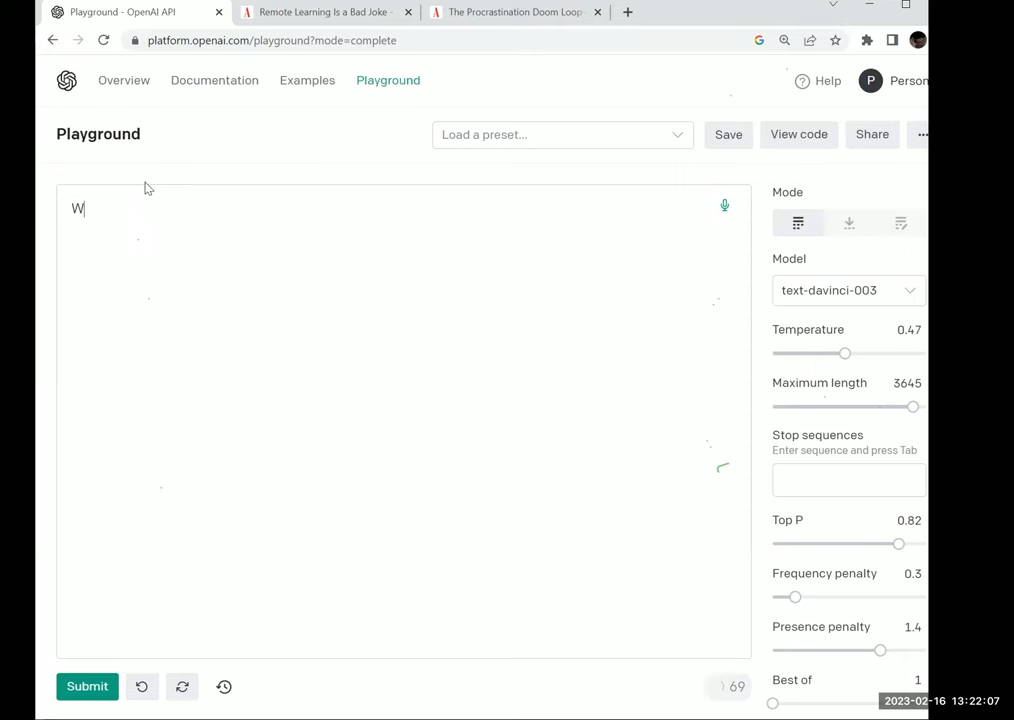 Playground - OpenAI API
Remote Learning Is a Bad Joke -
The Procrastination Doom Loop-
platform.openai.com/playground?mode=complete
Overview
Documentation
Examples
Playground
Help
P
Person
Playground
Load a preset...
Save
View code
Share
W
Mode
Model
text-davinci-003
Temperature 0.47
Maximum length 3645
Stop sequences
Enter sequence and press Tab
Top P 0.82
Frequency penalty 0.3
Presence penalty 1.4
Best of 1
Submit
69
2023-02-16 13:22:07